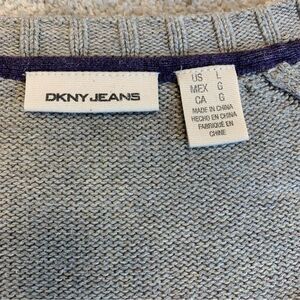 DKNY JEANS
US L
MEX G
CA G
MADE IN CHINA
HECHO EN CHINA
FABRIQUÉ EN
CHINE